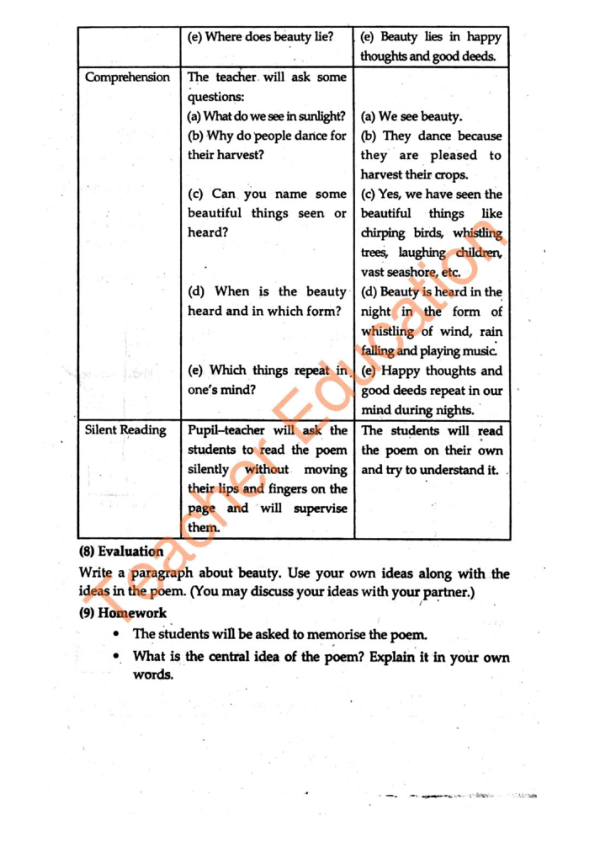 (e) Where does beauty lie?
(e) Beauty lies in happy
thoughts and good deeds.
Comprehension
The teacher will ask some
questions:
(a) What do we see in sunlight?
(b) Why do people dance for
their harvest?
(c) Can you name some
beautiful things seen or
heard?
(d) When is the beauty
heard and in which form?
(e) Which things repeat in
one's mind?
(a) We see beauty.
(b) They dance because
they are pleased to
harvest their crops.
(c) Yes, we have seen the
beautiful things like
chirping birds, whistling
trees, laughing children,
vast seashore, etc.
(d) Beauty is heard in the
night in the form of
whistling of wind, rain
falling and playing music.
(e) Happy thoughts and
good deeds repeat in our
mind during nights.
Silent Reading
Pupil–teacher will ask the
students to read the poem
silently without moving
their lips and fingers on the
page and will supervise
them.
The students will read
the poem on their own
and try to understand it.
(8) Evaluation
Write a paragraph about beauty. Use your own ideas along with the
ideas in the poem. (You may discuss your ideas with your partner.)
(9) Homework
• The students will be asked to memorise the poem.
• What is the central idea of the poem? Explain it in your own
words.
Teacher Education